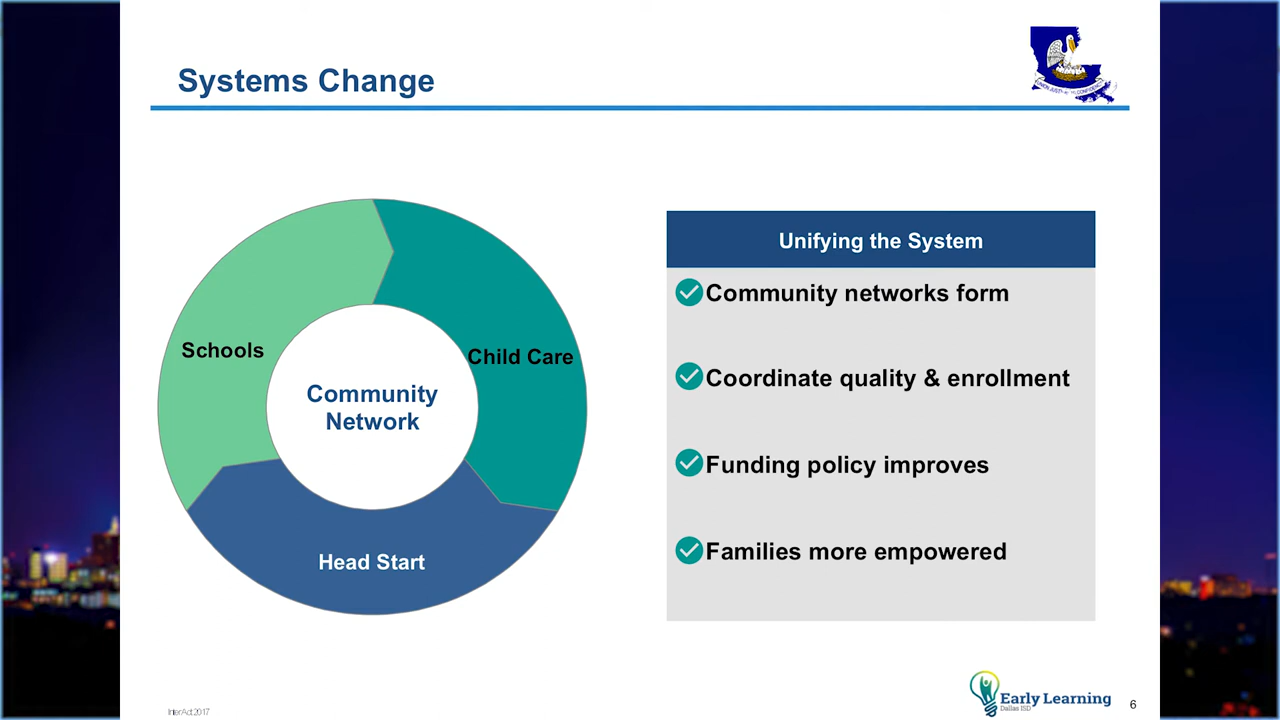 Systems Change
Schools
Child Care
Community
Network
Head Start
Unifying the System
Community networks form
Coordinate quality & enrollment
Funding policy improves
Families more empowered
InterAct 2017
Early Learning
Dallas ISD
6